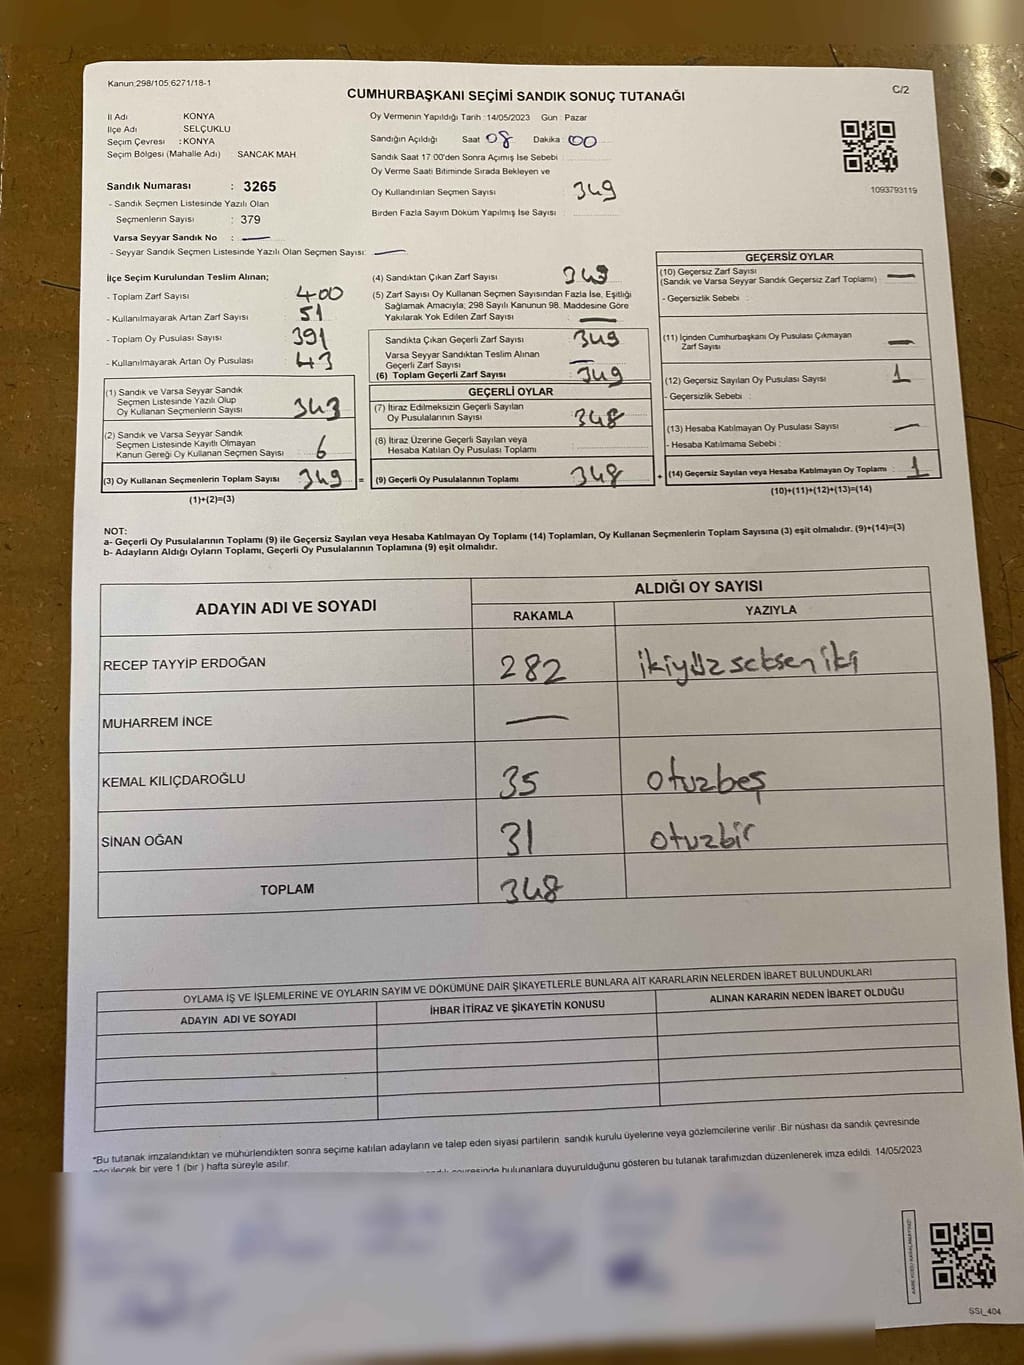 Kanun 298/105,6271/18-1
C/2
CUMHURBAŞKANI SEÇİMİ SANDIK SONUÇ TUTANAĞI
İl Adı KONYA
İlçe Adı SELÇUKLU
Seçim Çevresi : KONYA
Seçim Bölgesi (Mahalle Adı) SANCAK MAH
Sandık Numarası : 3265
- Sandık Seçmen Listesinde Yazılı Olan
Seçmenlerin Sayısı : 379
Varsa Seyyar Sandık No : —
- Seyyar Sandık Seçmen Listesinde Yazılı Olan Seçmen Sayısı: —
Oy Vermenin Yapıldığı Tarih : 14/05/2023 Gün : Pazar
Sandığın Açıldığı Saat 08 Dakika 00
Sandık Saat 17 00'den Sonra Açımış İse Sebebi :
Oy Verme Saati Bitiminde Sırada Bekleyen ve
Oy Kullandırılan Seçmen Sayısı 349
Birden Fazla Sayım Döküm Yapılmış İse Sayısı
1093793119
İlçe Seçim Kurulundan Teslim Alınan;
- Toplam Zarf Sayısı 400
- Kullanılmayarak Artan Zarf Sayısı : 51
- Toplam Oy Pusulası Sayısı : 391
- Kullanılmayarak Artan Oy Pusulası : 43
(1) Sandık ve Varsa Seyyar Sandık
Seçmen Listesinde Yazılı Olup
Oy Kullanan Seçmenlerin Sayısı : 343
(2) Sandık ve Varsa Seyyar Sandık
Seçmen Listesinde Kayıtlı Olmayan
Kanun Gereği Oy Kullanan Seçmen Sayısı : 6
(3) Oy Kullanan Seçmenlerin Toplam Sayısı : 349 =
(1)+(2)=(3)
(4) Sandıktan Çıkan Zarf Sayısı 349
(5) Zarf Sayısı Oy Kullanan Seçmen Sayısından Fazla İse, Eşitliği
Sağlamak Amacıyla; 298 Sayılı Kanunun 98. Maddesine Göre
Yakılarak Yok Edilen Zarf Sayısı : —
Sandıkta Çıkan Geçerli Zarf Sayısı : 349
Varsa Seyyar Sandıktan Teslim Alınan
Geçerli Zarf Sayısı : —
(6) Toplam Geçerli Zarf Sayısı : 349
GEÇERLİ OYLAR
(7) İtiraz Edilmeksizin Geçerli Sayılan
Oy Pusulalarının Sayısı : 348
(8) İtiraz Üzerine Geçerli Sayılan veya
Hesaba Katılan Oy Pusulası Toplamı
(9) Geçerli Oy Pusulalarının Toplamı 348 +
GEÇERSİZ OYLAR
(10) Geçersiz Zarf Sayısı
(Sandık ve Varsa Seyyar Sandık Geçersiz Zarf Toplamı) : —
- Geçersizlik Sebebi :
(11) İçinden Cumhurbaşkanı Oy Pusulası Çıkmayan
Zarf Sayısı : —
(12) Geçersiz Sayılan Oy Pusulası Sayısı : 1
- Geçersizlik Sebebi :
(13) Hesaba Katılmayan Oy Pusulası Sayısı : —
- Hesaba Katılmama Sebebi :
(14) Geçersiz Sayılan veya Hesaba Katılmayan Oy Toplamı : 1
(10)+(11)+(12)+(13)=(14)
NOT:
a- Geçerli Oy Pusulalarının Toplamı (9) ile Geçersiz Sayılan veya Hesaba Katılmayan Oy Toplamı (14) Toplamları, Oy Kullanan Seçmenlerin Toplam Sayısına (3) eşit olmalıdır. (9)+(14)=(3)
b- Adayların Aldığı Oyların Toplamı, Geçerli Oy Pusulalarının Toplamına (9) eşit olmalıdır.
ADAYIN ADI VE SOYADI
ALDIĞI OY SAYISI
RAKAMLA YAZIYLA
RECEP TAYYİP ERDOĞAN 282 ikiyüzseksen iki
MUHARREM İNCE —
KEMAL KILIÇDAROĞLU 35 otuzbeş
SİNAN OĞAN 31 otuzbir
TOPLAM 348
OYLAMA İŞ VE İŞLEMLERİNE VE OYLARIN SAYIM VE DÖKÜMÜNE DAİR ŞİKAYETLERLE BUNLARA AİT KARARLARIN NELERDEN İBARET BULUNDUKLARI
ADAYIN ADI VE SOYADI İHBAR İTİRAZ VE ŞİKAYETİN KONUSU ALINAN KARARIN NEDEN İBARET OLDUĞU
*Bu tutanak imzalandıktan ve mühürlendikten sonra seçime katılan adayların ve talep eden siyasi partilerin sandık kurulu üyelerine veya gözlemcilerine verilir .Bir nüshası da sandık çevresinde
görülecek bir yere 1 (bir ) hafta süreyle asılır.
çevresinde bulunanlara duyurulduğunu gösteren bu tutanak tarafımızdan düzenlenerek imza edildi. 14/05/2023
SSI_404